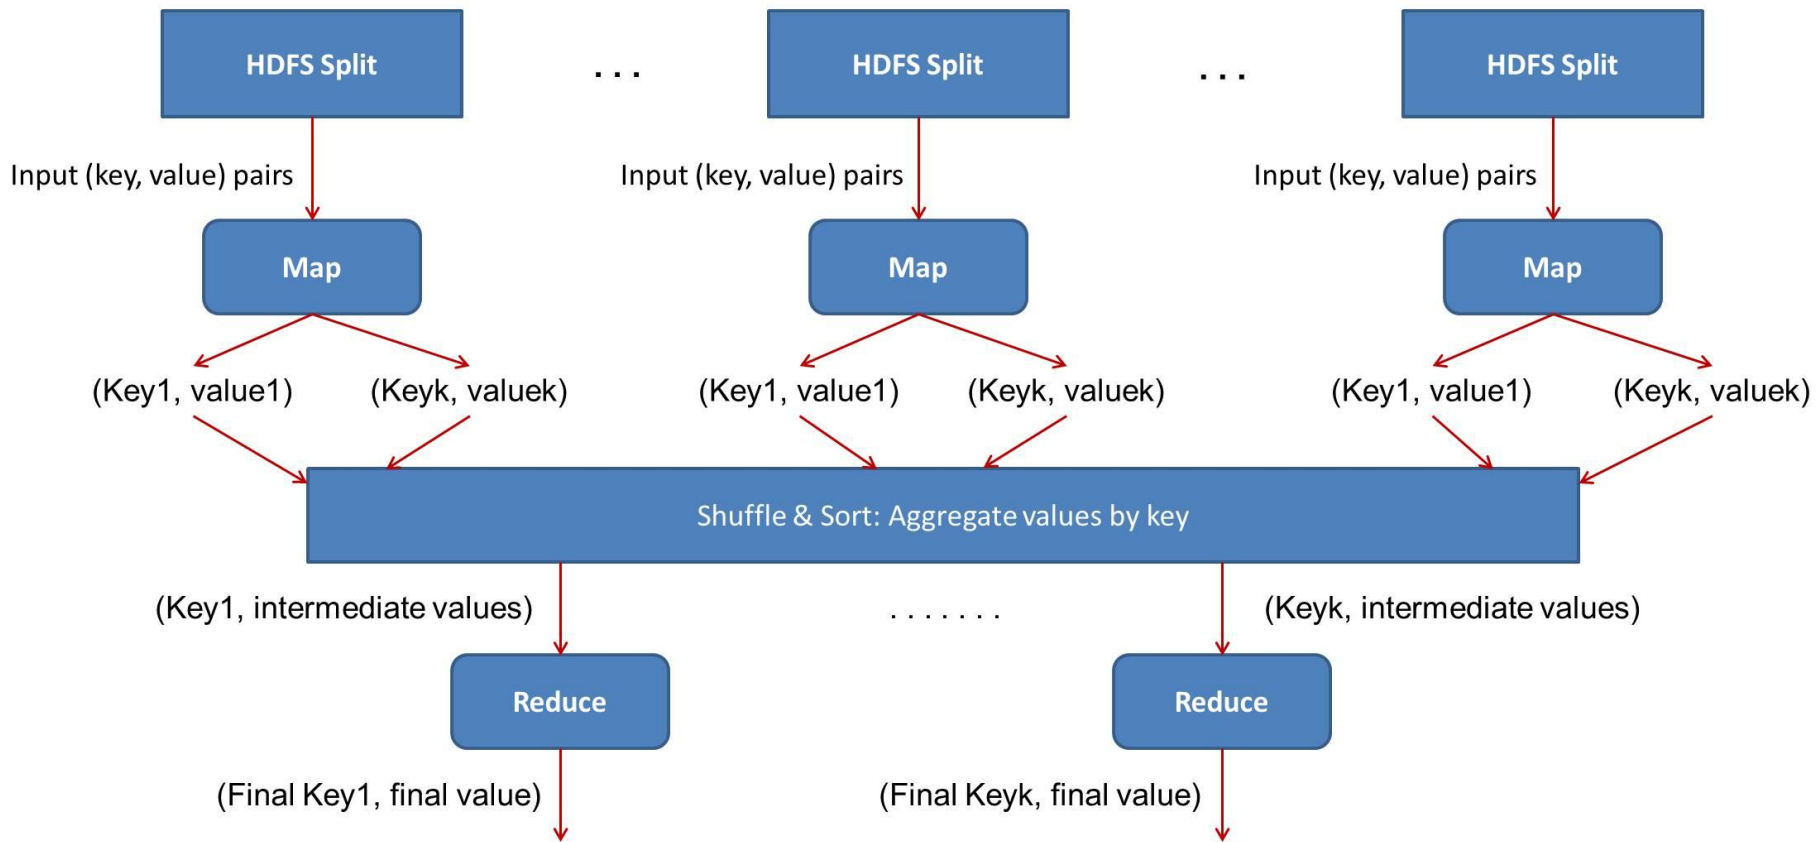 HDFS Split . . . HDFS Split . . . HDFS Split
Input (key, value) pairs Input (key, value) pairs Input (key, value) pairs
Map Map Map
(Key1, value1) (Keyk, valuek) (Key1, value1) (Keyk, valuek) (Key1, value1) (Keyk, valuek)
Shuffle & Sort: Aggregate values by key
(Key1, intermediate values) . . . . . . . (Keyk, intermediate values)
Reduce Reduce
(Final Key1, final value) (Final Keyk, final value)